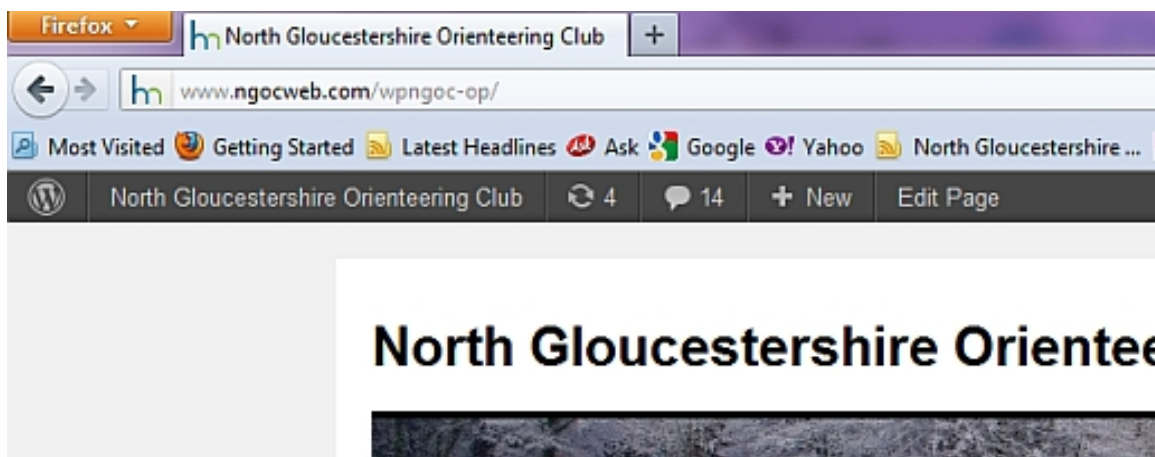 Firefox
North Gloucestershire Orienteering Club +
www.ngocweb.com/wpngoc-op/
Most Visited Getting Started Latest Headlines Ask Google Yahoo North Gloucestershire ...
North Gloucestershire Orienteering Club 4 14 + New Edit Page
North Gloucestershire Oriente